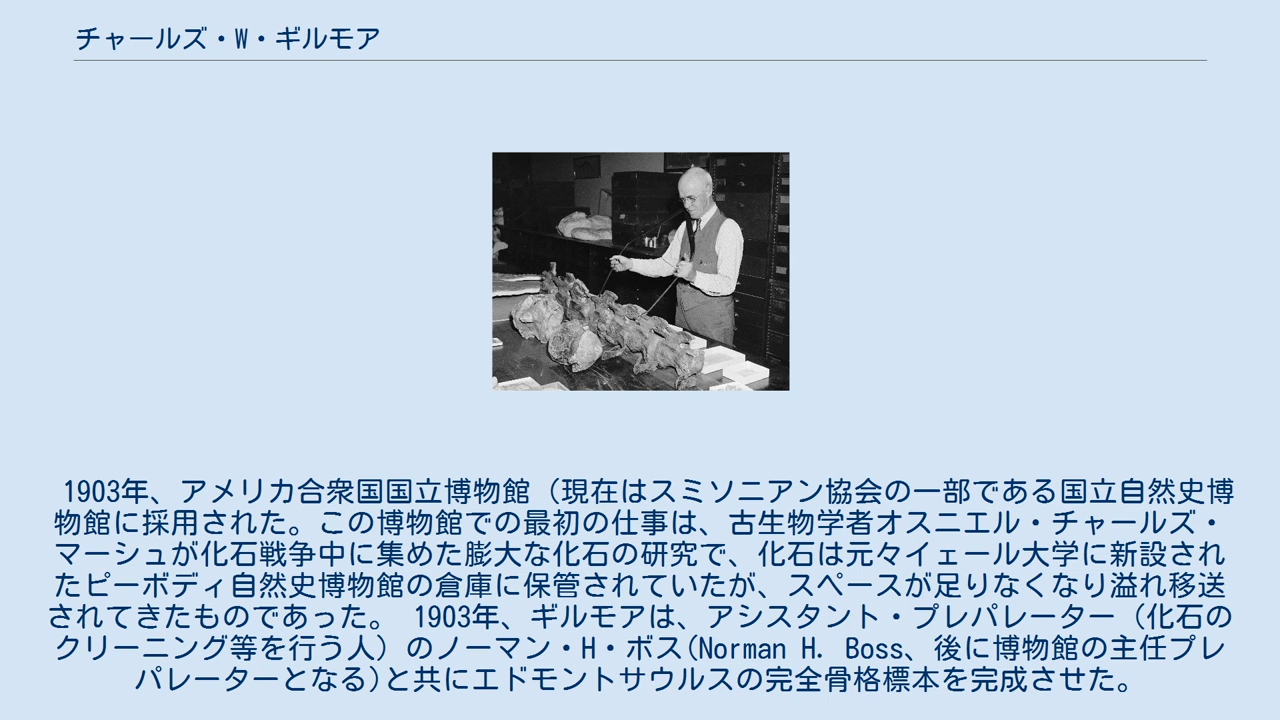 チャールズ・W・ギルモア
1903年、アメリカ合衆国国立博物館（現在はスミソニアン協会の一部である国立自然史博
物館に採用された。この博物館での最初の仕事は、古生物学者オスニエル・チャールズ・
マーシュが化石戦争中に集めた膨大な化石の研究で、化石は元々イェール大学に新設され
たピーボディ自然史博物館の倉庫に保管されていたが、スペースが足りなくなり溢れ移送
されてきたものであった。 1903年、ギルモアは、アシスタント・プレパレーター（化石の
クリーニング等を行う人）のノーマン・H・ボス(Norman H. Boss、後に博物館の主任プレ
パレーターとなる)と共にエドモントサウルスの完全骨格標本を完成させた。